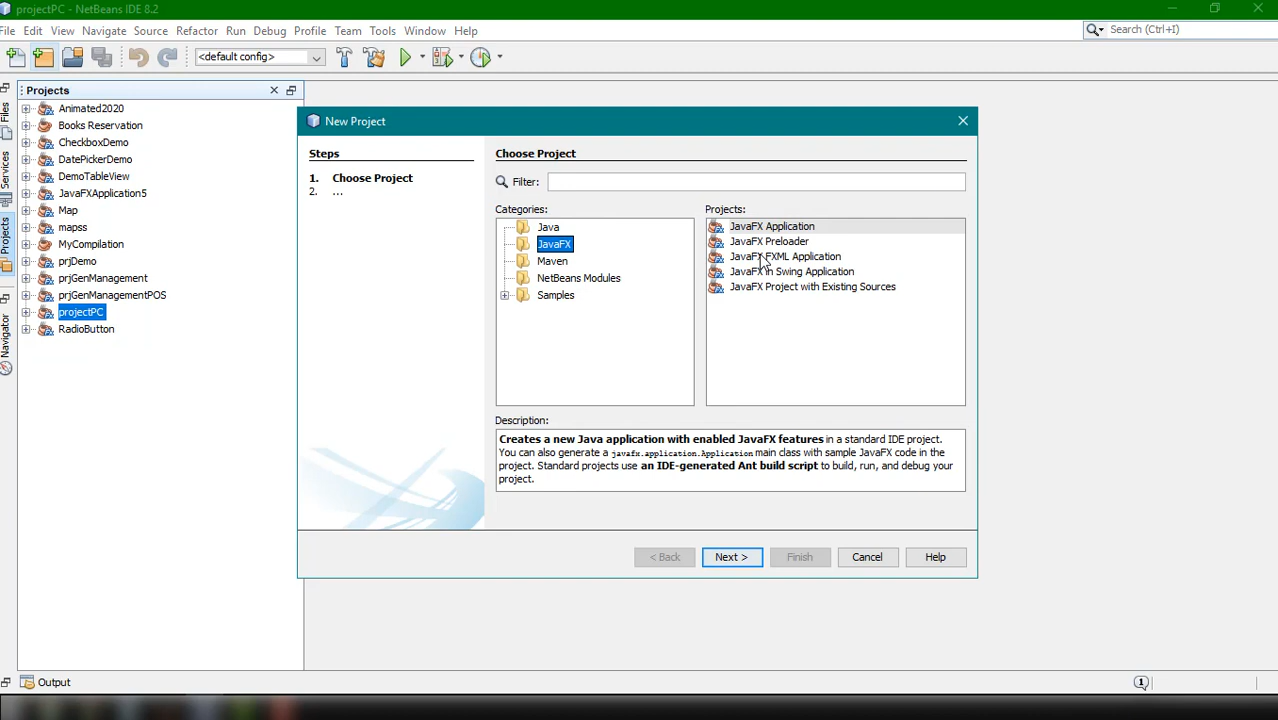 projectPC - NetBeans IDE 8.2
File Edit View Navigate Source Refactor Run Debug Profile Team Tools Window Help
Search (Ctrl+I)
<default config>
Projects
Files
Services
Projects
Navigator
Animated2020
Books Reservation
CheckboxDemo
DatePickerDemo
DemoTableView
JavaFXApplication5
Map
mapss
MyCompilation
prjDemo
prjGenManagement
prjGenManagementPOS
projectPC
RadioButton
New Project
Steps
1. Choose Project
2. ...
Choose Project
Filter:
Categories:
Java
JavaFX
Maven
NetBeans Modules
Samples
Projects:
JavaFX Application
JavaFX Preloader
JavaFX FXML Application
JavaFX in Swing Application
JavaFX Project with Existing Sources
Description:
Creates a new Java application with enabled JavaFX features in a standard IDE project.
You can also generate a javafx.application.Application main class with sample JavaFX code in the
project. Standard projects use an IDE-generated Ant build script to build, run, and debug your
project.
< Back Next > Finish Cancel Help
Output
1